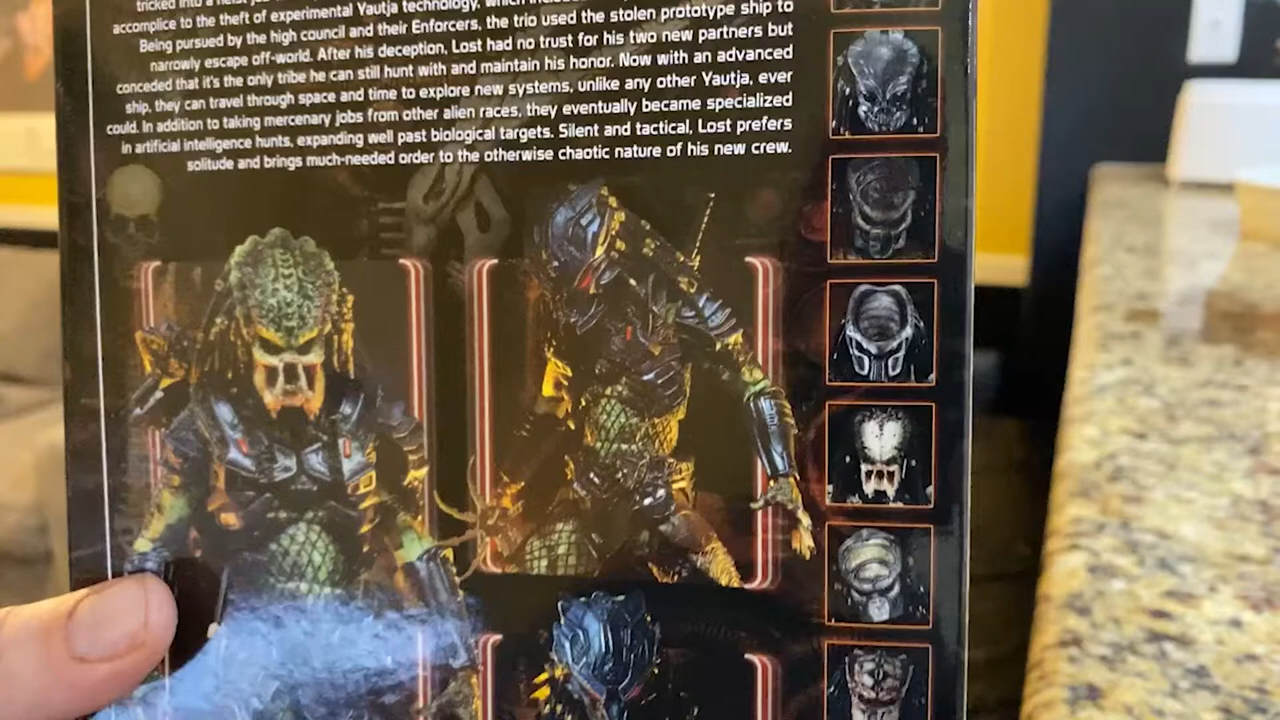 tricked into a heist
accomplice to the theft of experimental Yautja technology, which
Being pursued by the high council and their Enforcers, the trio used the stolen prototype ship to
narrowly escape off-world. After his deception, Lost had no trust for his two new partners but
conceded that it's the only tribe he can still hunt with and maintain his honor. Now with an advanced
ship, they can travel through space and time to explore new systems, unlike any other Yautja, ever
could. In addition to taking mercenary jobs from other alien races, they eventually became specialized
in artificial intelligence hunts, expanding well past biological targets. Silent and tactical, Lost prefers
solitude and brings much-needed order to the otherwise chaotic nature of his new crew.